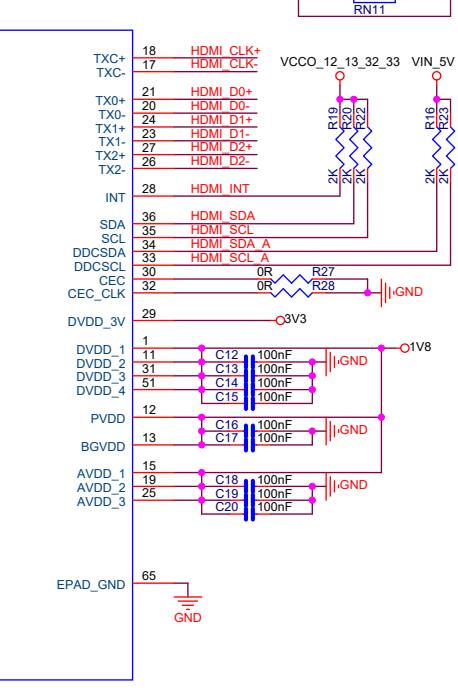 RN11
VCCO_12_13_32_33 VIN_5V
TXC+ 18 HDMI_CLK+
TXC- 17 HDMI_CLK-
TX0+ 21 HDMI_D0+
TX0- 20 HDMI_D0-
TX1+ 24 HDMI_D1+
TX1- 23 HDMI_D1-
TX2+ 27 HDMI_D2+
TX2- 26 HDMI_D2-
R19 R20 R22 R16 R23
2K 2K 2K 2K 2K
INT 28 HDMI_INT
SDA 36 HDMI_SDA
SCL 35 HDMI_SCL
DDCSDA 34 HDMI_SDA_A
DDCSCL 33 HDMI_SCL_A
CEC 30 0R R27
CEC_CLK 32 0R R28 GND
DVDD_3V 29 3V3
DVDD_1 1 1V8
DVDD_2 11 C12 100nF GND
DVDD_3 31 C13 100nF
DVDD_4 51 C14 100nF
C15 100nF
PVDD 12
C16 100nF GND
BGVDD 13 C17 100nF
AVDD_1 15
AVDD_2 19 C18 100nF GND
AVDD_3 25 C19 100nF
C20 100nF
EPAD_GND 65
GND